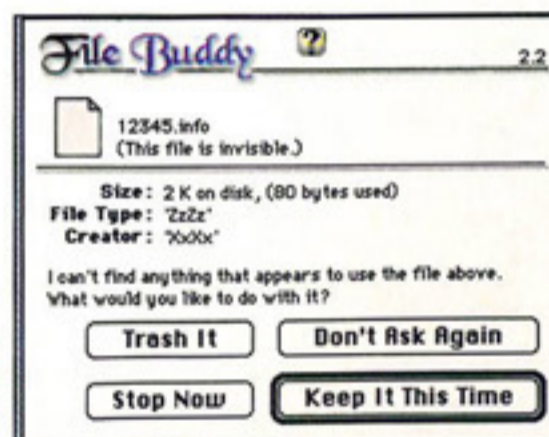 File Buddy ? 2.2
12345.info
(This file is invisible.)
Size: 2 K on disk, (80 bytes used)
File Type: 'ZzZz'
Creator: 'XxXx'
I can't find anything that appears to use the file above.
What would you like to do with it?
Trash It Don't Ask Again
Stop Now Keep It This Time